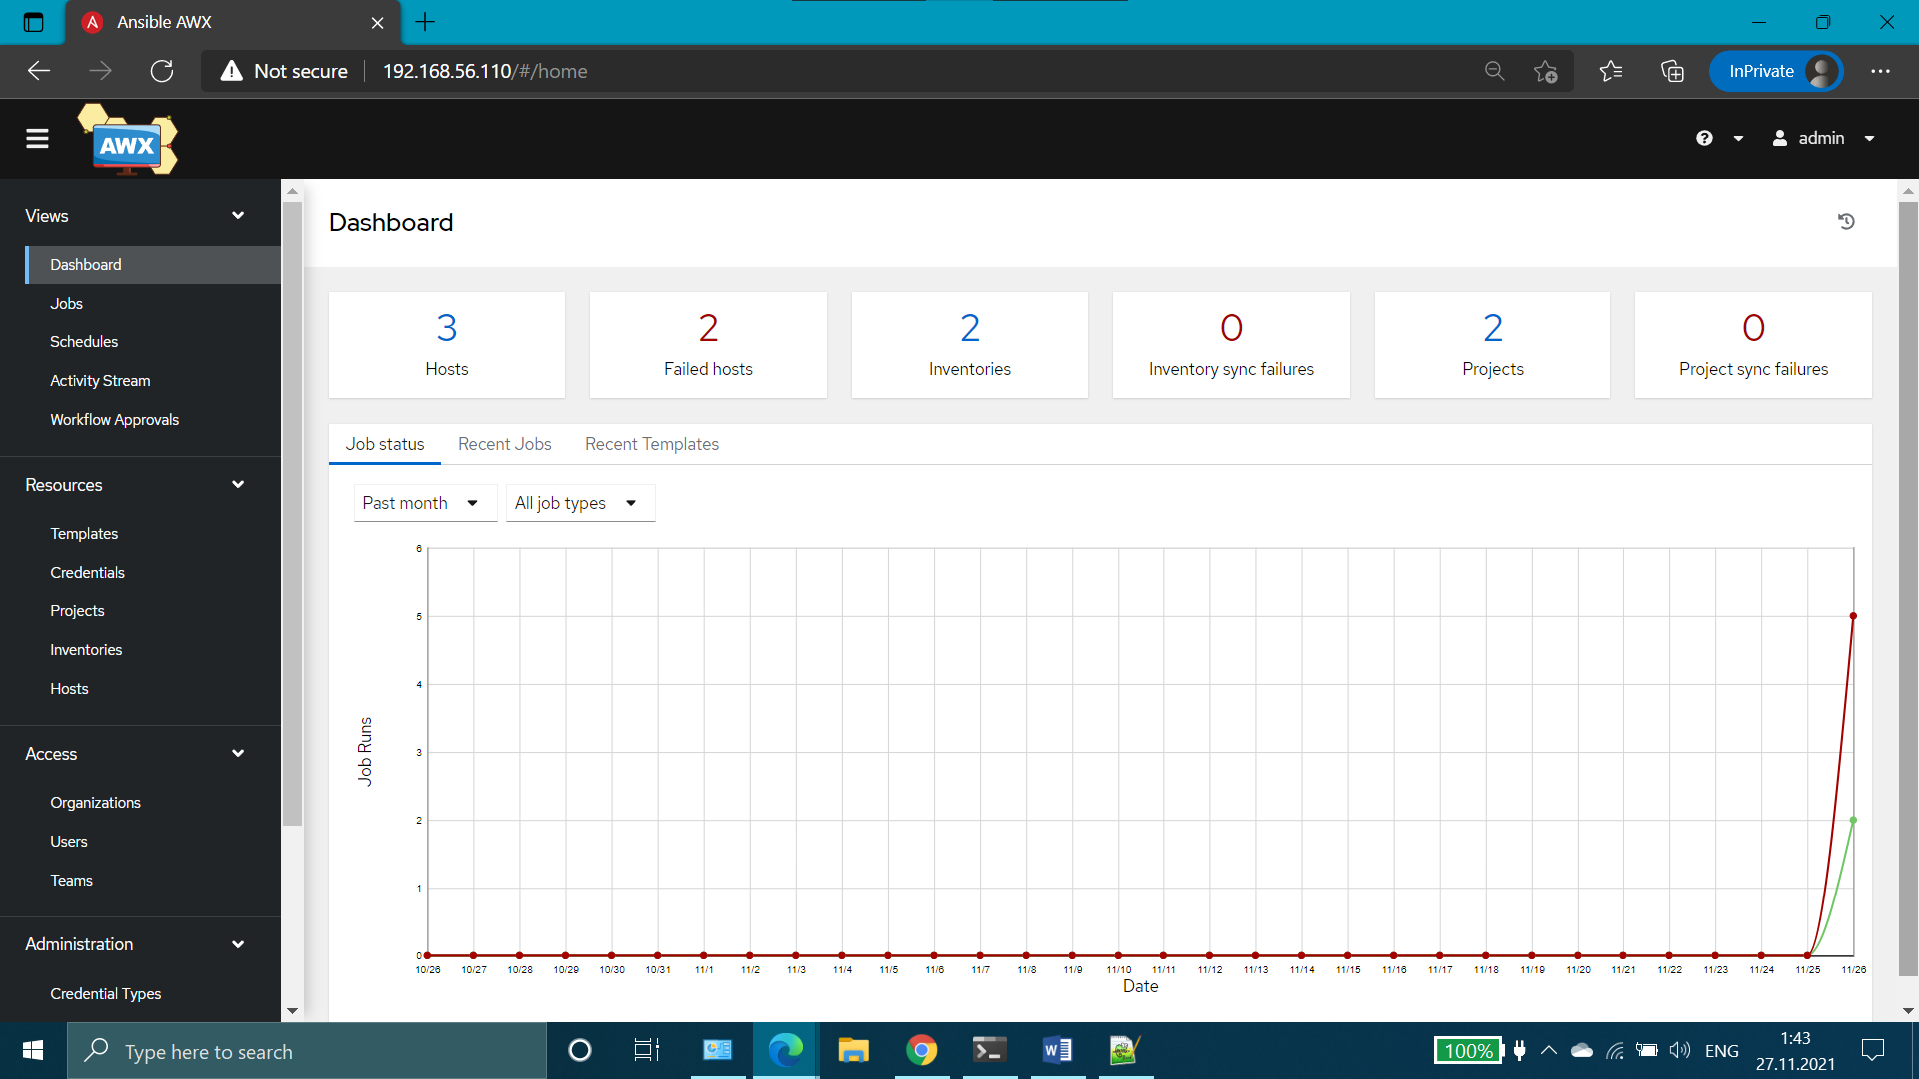 Ansible AWX
Not secure
192.168.56.110/#/home
InPrivate
AWX
admin
Views
Dashboard
Jobs
Schedules
Activity Stream
Workflow Approvals
Resources
Templates
Credentials
Projects
Inventories
Hosts
Access
Organizations
Users
Teams
Administration
Credential Types
Dashboard
3
Hosts
2
Failed hosts
2
Inventories
0
Inventory sync failures
2
Projects
0
Project sync failures
Job status Recent Jobs Recent Templates
Past month All job types
Job Runs
6
5
4
3
2
1
0
10/26 10/27 10/28 10/29 10/30 10/31 11/1 11/2 11/3 11/4 11/5 11/6 11/7 11/8 11/9 11/10 11/11 11/12 11/13 11/14 11/15 11/16 11/17 11/18 11/19 11/20 11/21 11/22 11/23 11/24 11/25 11/26
Date
Type here to search
100%
ENG
1:43
27.11.2021